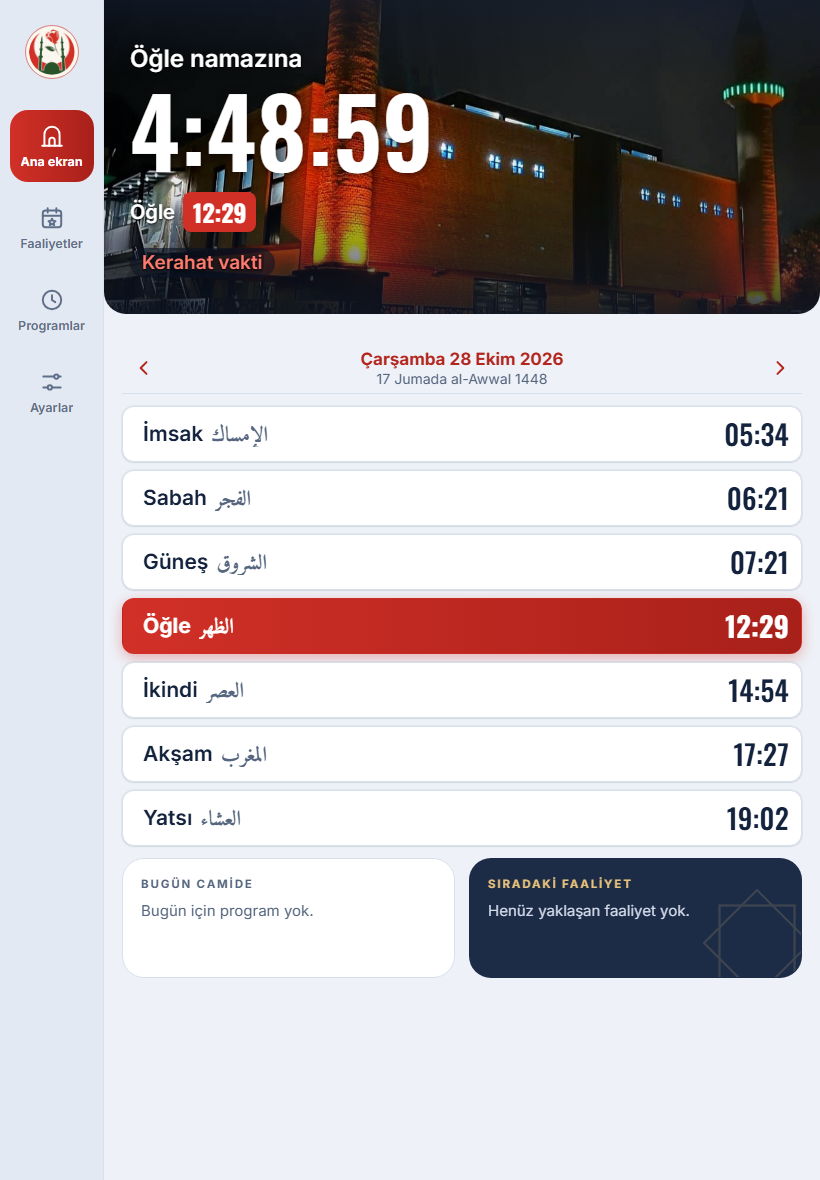 Öğle namazına
4:48:59
Öğle 12:29
Kerahat vakti
Ana ekran
Faaliyetler
Programlar
Ayarlar
Çarşamba 28 Ekim 2026
17 Jumada al-Awwal 1448
İmsak الإمساك 05:34
Sabah الفجر 06:21
Güneş الشروق 07:21
Öğle الظهر 12:29
İkindi العصر 14:54
Akşam المغرب 17:27
Yatsı العشاء 19:02
BUGÜN CAMİDE
Bugün için program yok.
SIRADAKİ FAALİYET
Henüz yaklaşan faaliyet yok.